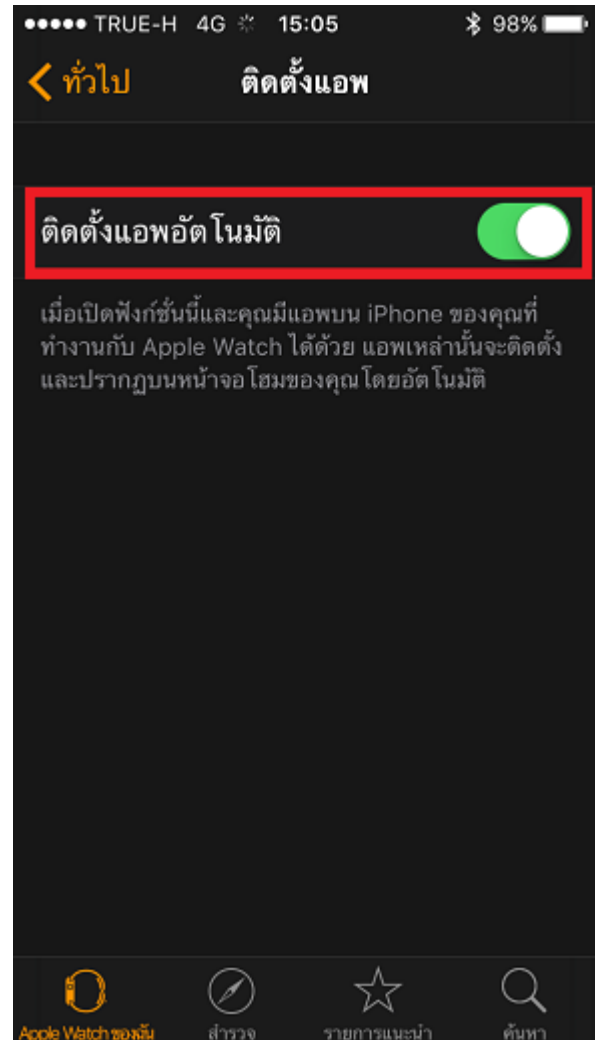 TRUE-H 4G 15:05 98%
ทั่วไป ติดตั้งแอพ
ติดตั้งแอพอัตโนมัติ
เมื่อเปิดฟังก์ชั่นนี้และคุณมีแอพบน iPhone ของคุณที่
ทำงานกับ Apple Watch ได้ด้วย แอพเหล่านั้นจะติดตั้ง
และปรากฏบนหน้าจอโฮมของคุณโดยอัตโนมัติ
Apple Watch ของฉัน สำรวจ รายการแนะนำ ค้นหา